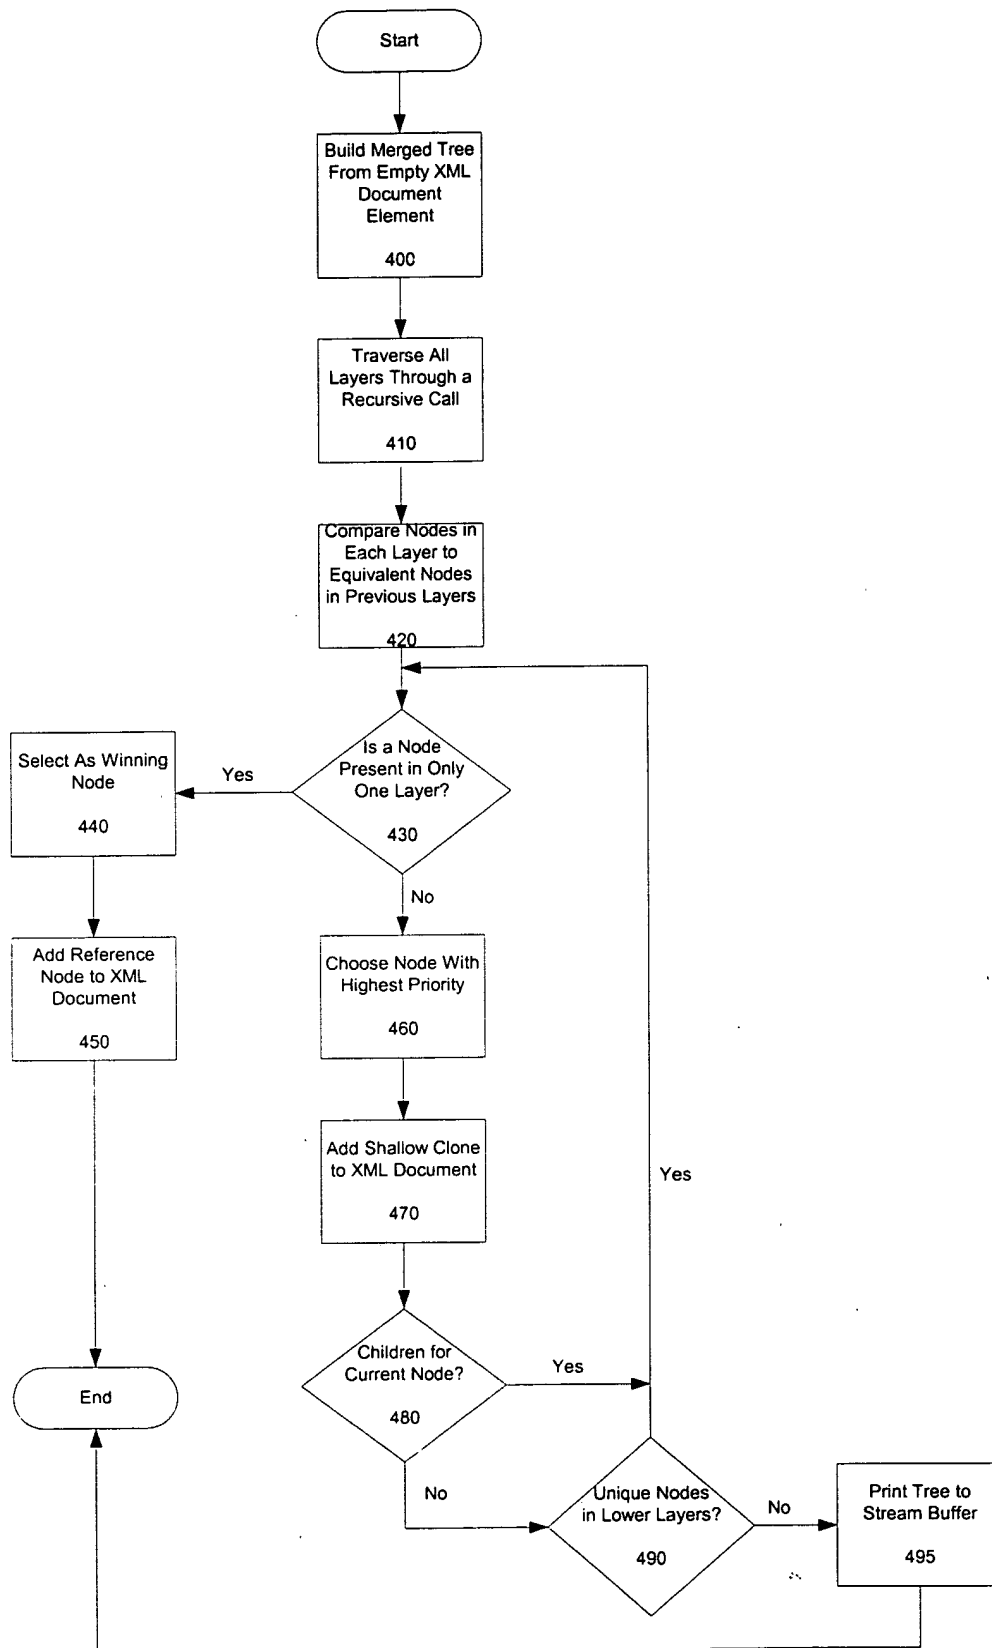 Start
Build Merged Tree
From Empty XML
Document
Element
400
Traverse All
Layers Through a
Recursive Call
410
Compare Nodes in
Each Layer to
Equivalent Nodes
in Previous Layers
420
Is a Node
Present in Only
One Layer?
430
Yes
Select As Winning
Node
440
No
Add Reference
Node to XML
Document
450
Choose Node With
Highest Priority
460
Add Shallow Clone
to XML Document
470
Yes
Children for
Current Node?
480
Yes
End
No
Unique Nodes
in Lower Layers?
490
No
Print Tree to
Stream Buffer
495